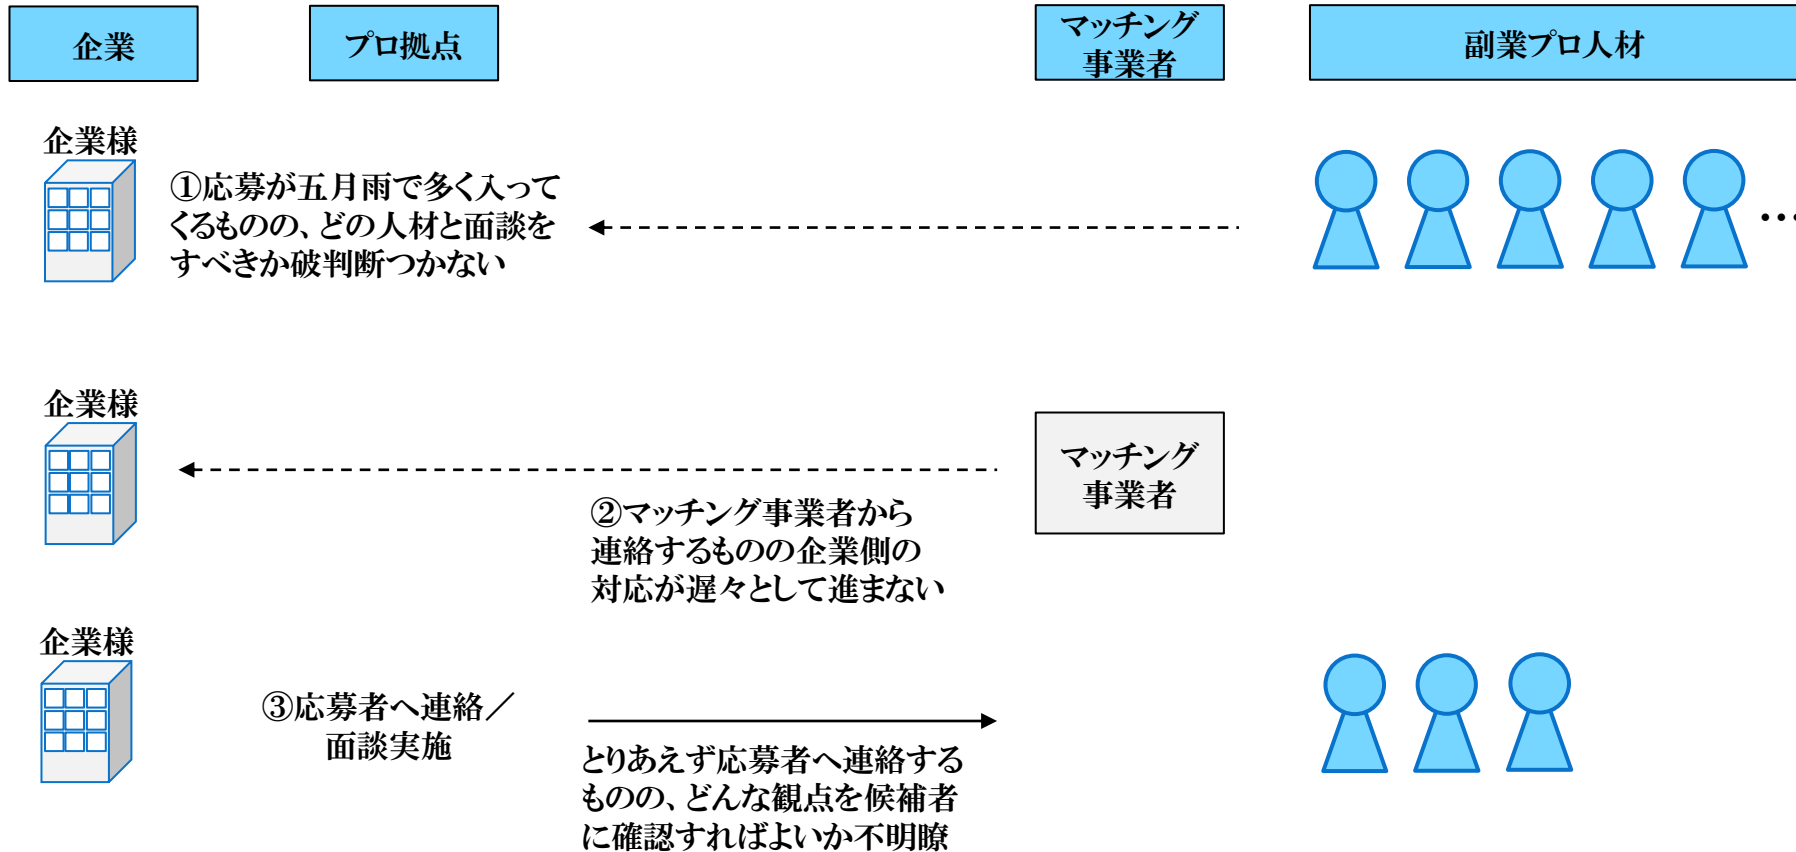 企業
プロ拠点
マッチング
事業者
副業プロ人材
企業様
①応募が五月雨で多く入って
くるものの、どの人材と面談を
すべきか破判断つかない
…
企業様
マッチング
事業者
②マッチング事業者から
連絡するものの企業側の
対応が遅々として進まない
企業様
③応募者へ連絡／
面談実施
とりあえず応募者へ連絡する
ものの、どんな観点を候補者
に確認すればよいか不明瞭